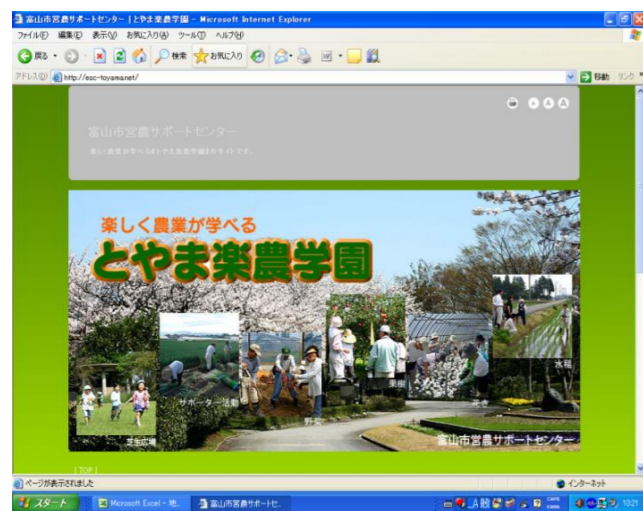 富山市営農サポートセンター | とやま楽農学園 - Microsoft Internet Explorer
ファイル(F) 編集(E) 表示(V) お気に入り(A) ツール(T) ヘルプ(H)
戻る 検索 お気に入り
アドレス(D) http://esc-toyama.net/ 移動 リンク
富山市営農サポートセンター
楽しく農業が学べる
とやま楽農学園
水稲
果樹
サポーター活動
野菜
芝生広場
富山市営農サポートセンター
| TOP |
ページが表示されました インターネット
スタート Microsoft Excel - 地... 富山市営農サポートセ... 10:21